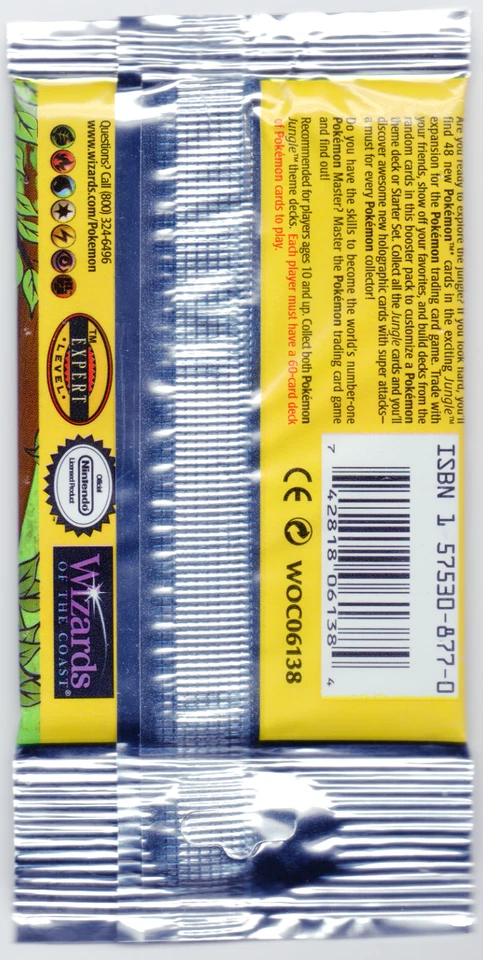 Are you ready to explore the jungle? If you look hard, you'll
find 48 new Pokémon™ cards in the exciting Jungle™
expansion for the Pokémon trading card game. Trade with
your friends, show off your favorites, and build decks from the
random cards in this booster pack to customize a Pokémon
theme deck or Starter Set. Collect all the Jungle cards and you'll
discover awesome new holographic cards with super attacks–
a must for every Pokémon collector!
Do you have the skills to become the world's number-one
Pokémon Master? Master the Pokémon trading card game
and find out!
Recommended for players ages 10 and up. Collect both Pokémon
Jungle™ theme decks. Each player must have a 60-card deck
of Pokémon cards to play.
ISBN 1 57530-877-0
7 42818 06138 4
CE WOC06138
Questions? Call (800) 324-6496
www.wizards.com/Pokemon
™
EXPERT
LEVEL
Official
Nintendo
Licensed Product
Wizards
OF THE COAST®